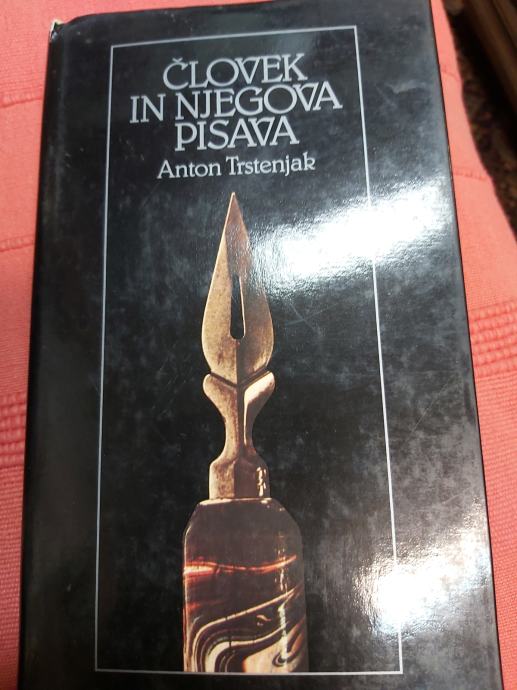 ČLOVEK
IN NJEGOVA
PISAVA
Anton Trstenjak